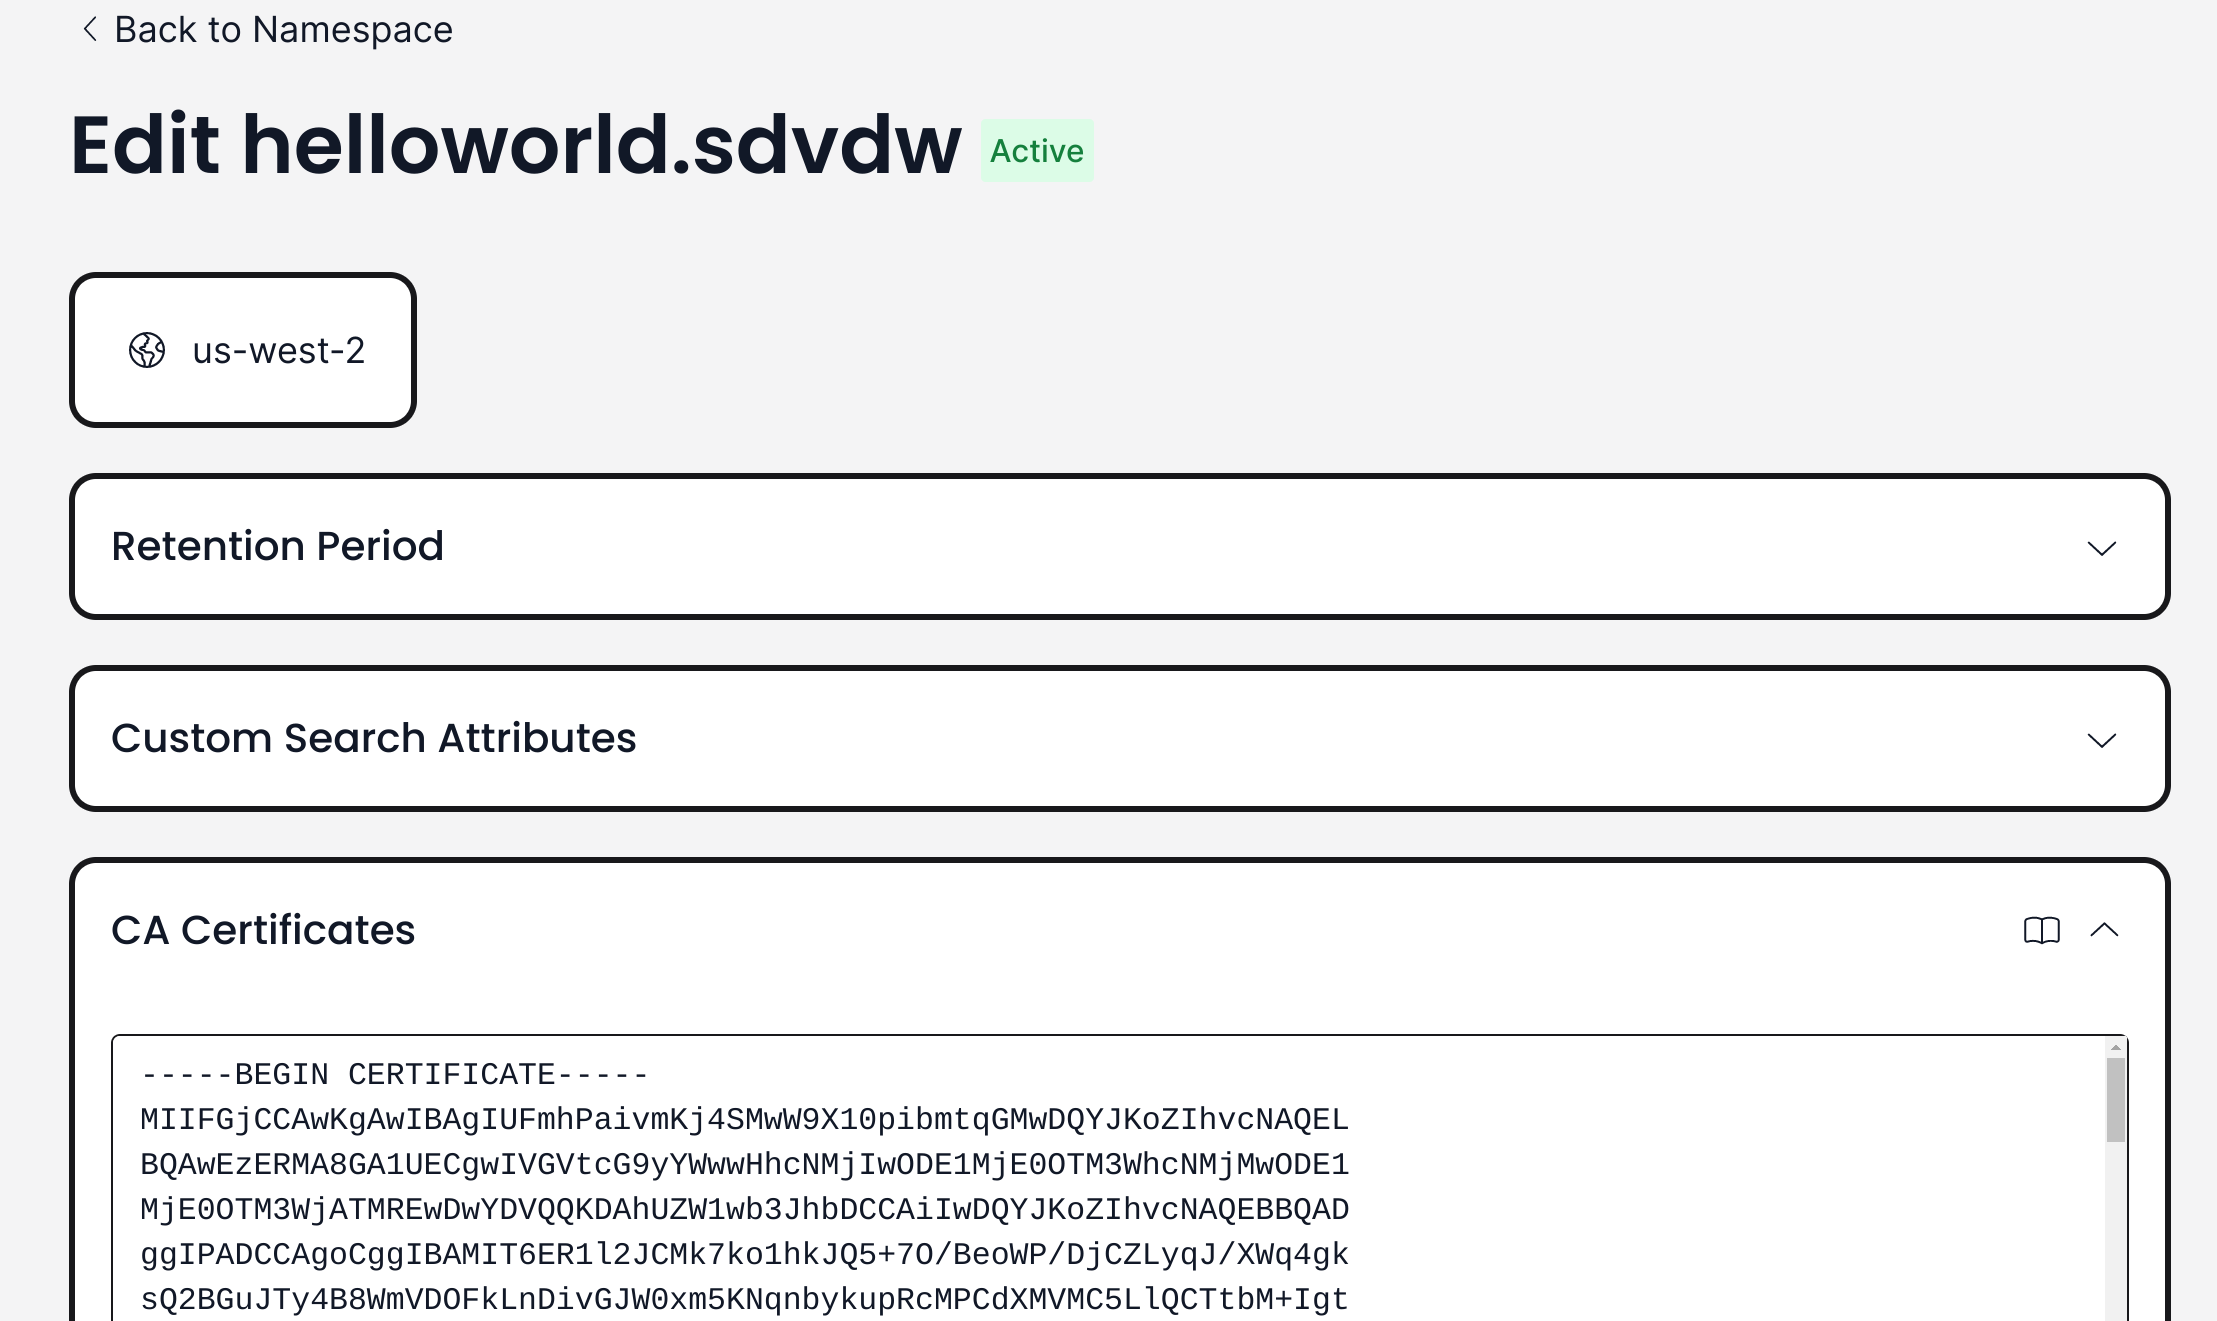 Back to Namespace
Edit helloworld.sdvdw Active
us-west-2
Retention Period
Custom Search Attributes
CA Certificates
-----BEGIN CERTIFICATE-----
MIIFGjCCAwKgAwIBAgIUFmhPaivmKj4SMwW9X10pibmtqGMwDQYJKoZIhvcNAQEL
BQAwEzERMA8GA1UECgwIVGVtcG9yYWwwHhcNMjIwODE1MjE0OTM3WhcNMjMwODE1
MjE0OTM3WjATMREwDwYDVQQKDAhUZW1wb3JhbDCCAiIwDQYJKoZIhvcNAQEBBQAD
ggIPADCCAgoCggIBAMIT6ER1l2JCMk7ko1hkJQ5+7O/BeoWP/DjCZLyqJ/XWq4gk
sQ2BGuJTy4B8WmVDOFkLnDivGJW0xm5KNqnbykupRcMPCdXMVMC5LlQCTtbM+Igt